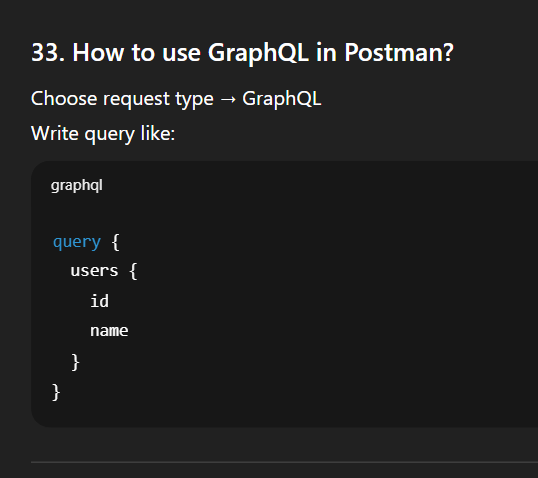 33. How to use GraphQL in Postman?
Choose request type → GraphQL
Write query like:
graphql
query {
  users {
    id
    name
  }
}